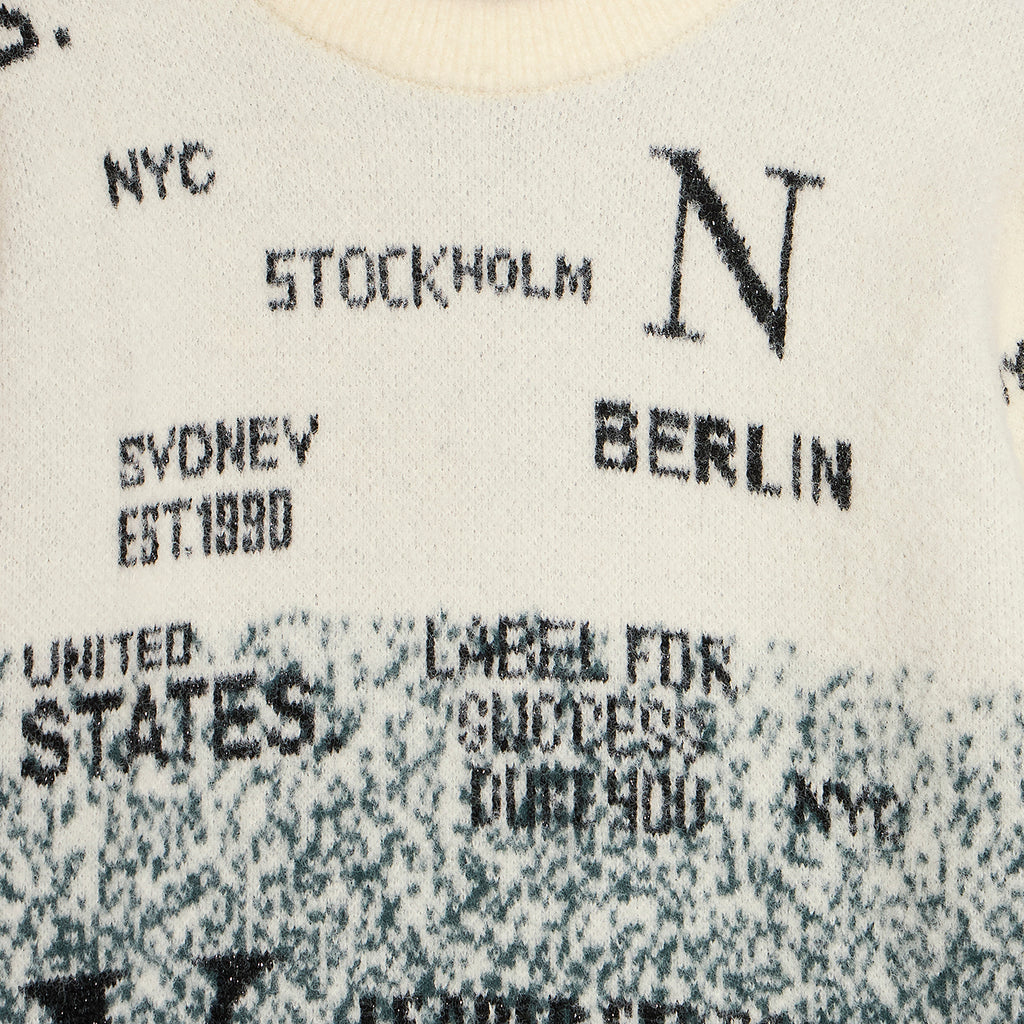 S.
NYC
N
STOCKHOLM
BERLIN
SYDNEY
EST.1990
UNITED
STATES.
LABEL FOR
SUCCESS
NYC